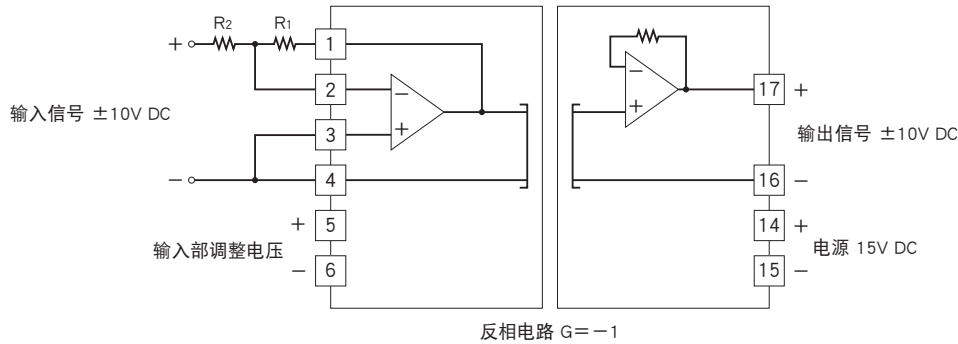 R2 R1
+ 1
2 − 17 +
输入信号 ±10V DC
3 + 输出信号 ±10V DC
− 4 16 −
+ 5 14 +
输入部调整电压 电源 15V DC
− 6 15 −
− +
反相电路 G=−1